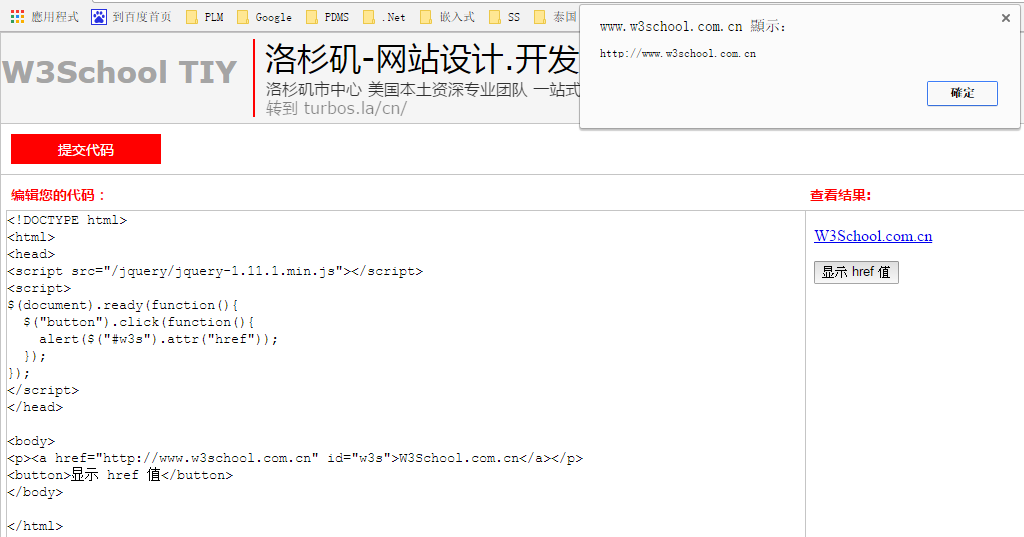 應用程式 到百度首页 PLM Google PDMS .Net 嵌入式 SS 泰国
www.w3school.com.cn 顯示:
http://www.w3school.com.cn
確定
W3School TIY
洛杉矶-网站设计.开发
洛杉矶市中心 美国本土资深专业团队 一站式
转到 turbos.la/cn/
提交代码
编辑您的代码：
查看结果:
<!DOCTYPE html>
<html>
<head>
<script src="/jquery/jquery-1.11.1.min.js"></script>
<script>
$(document).ready(function(){
  $("button").click(function(){
    alert($("#w3s").attr("href"));
  });
});
</script>
</head>
<body>
<p><a href="http://www.w3school.com.cn" id="w3s">W3School.com.cn</a></p>
<button>显示 href 值</button>
</body>
</html>
W3School.com.cn
显示 href 值